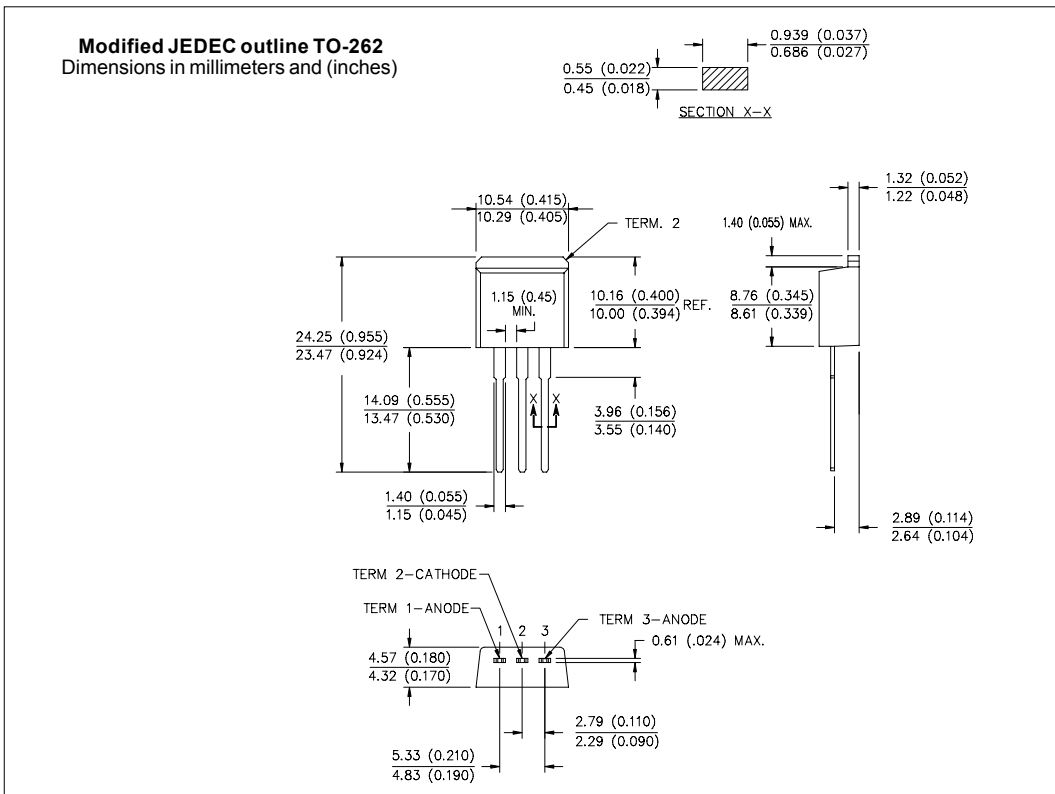 Modified JEDEC outline TO-262
Dimensions in millimeters and (inches)
0.939 (0.037)
0.686 (0.027)
0.55 (0.022)
0.45 (0.018)
SECTION X-X
10.54 (0.415)
10.29 (0.405)
TERM. 2
1.32 (0.052)
1.22 (0.048)
1.40 (0.055) MAX.
1.15 (0.45)
MIN.
10.16 (0.400)
10.00 (0.394)
REF.
8.76 (0.345)
8.61 (0.339)
24.25 (0.955)
23.47 (0.924)
14.09 (0.555)
13.47 (0.530)
X X
3.96 (0.156)
3.55 (0.140)
1.40 (0.055)
1.15 (0.045)
2.89 (0.114)
2.64 (0.104)
TERM 2-CATHODE
TERM 1-ANODE
TERM 3-ANODE
1 2 3
0.61 (.024) MAX.
4.57 (0.180)
4.32 (0.170)
2.79 (0.110)
2.29 (0.090)
5.33 (0.210)
4.83 (0.190)